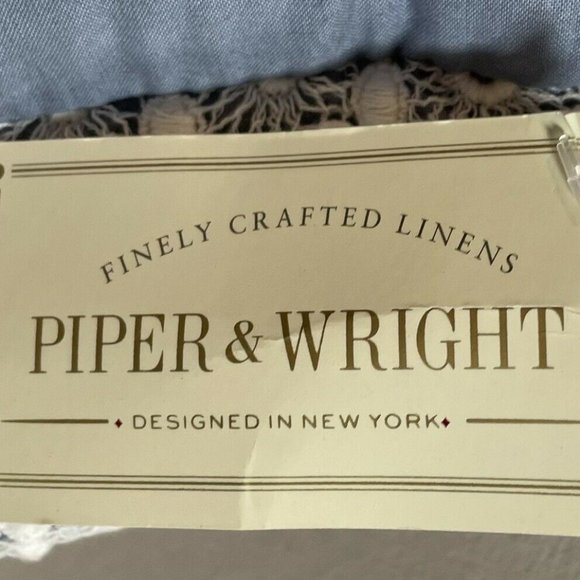 FINELY CRAFTED LINENS
PIPER & WRIGHT
DESIGNED IN NEW YORK